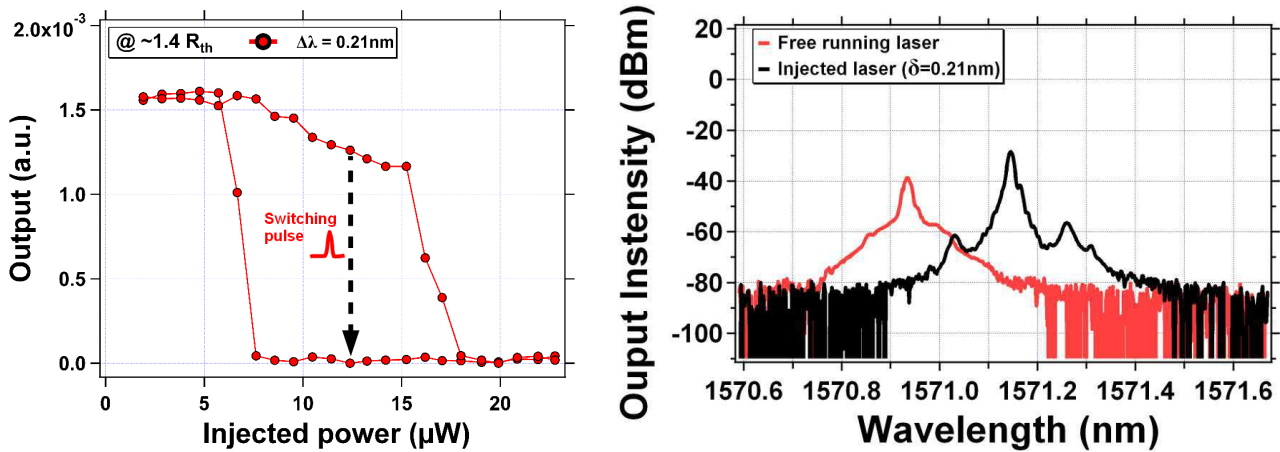 2.0x10-3
1.5
1.0
0.5
0.0
Output (a.u.)
@ ~1.4 Rth
Δλ = 0.21nm
Switching
pulse
0
5
10
15
20
Injected power (µW)
20
0
-20
-40
-60
-80
-100
Ouput Instensity (dBm)
Free running laser
Injected laser (δ=0.21nm)
1570.6
1570.8
1571.0
1571.2
1571.4
1571.6
Wavelength (nm)